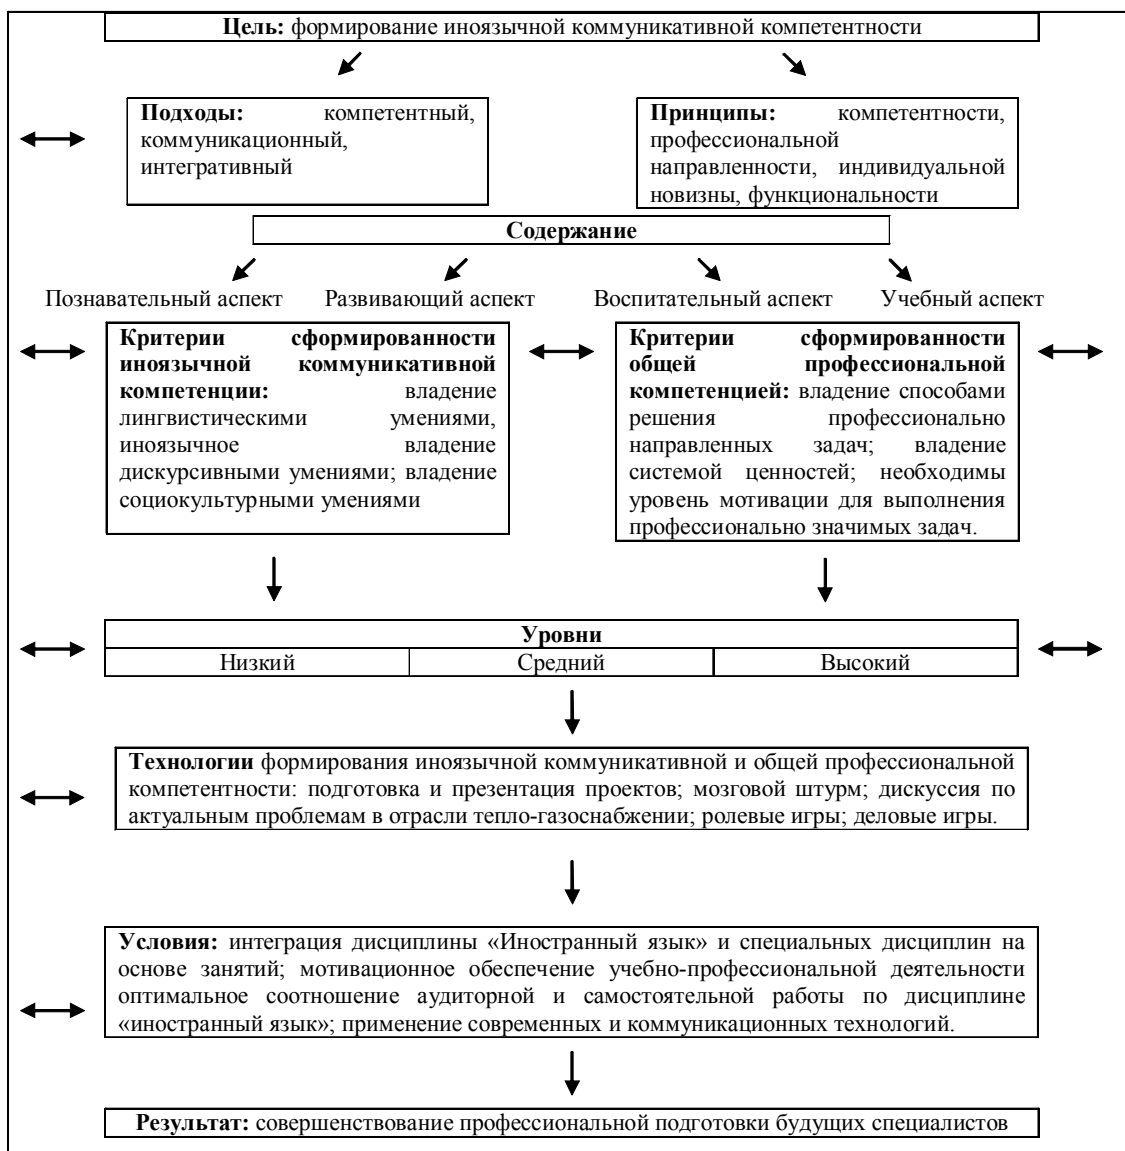 Цель: формирование иноязычной коммуникативной компетентности
Подходы: компетентный,
коммуникационный,
интегративный
Принципы: компетентности,
профессиональной
направленности, индивидуальной
новизны, функциональности
Содержание
Познавательный аспект Развивающий аспект Воспитательный аспект Учебный аспект
Критерии сформированности
иноязычной коммуникативной
компетенции: владение
лингвистическими умениями,
иноязычное владение
дискурсивными умениями; владение
социокультурными умениями
Критерии сформированности
общей профессиональной
компетенцией: владение способами
решения профессионально
направленных задач; владение
системой ценностей; необходимы
уровень мотивации для выполнения
профессионально значимых задач.
Уровни
Низкий Средний Высокий
Технологии формирования иноязычной коммуникативной и общей профессиональной
компетентности: подготовка и презентация проектов; мозговой штурм; дискуссия по
актуальным проблемам в отрасли тепло-газоснабжении; ролевые игры; деловые игры.
Условия: интеграция дисциплины «Иностранный язык» и специальных дисциплин на
основе занятий; мотивационное обеспечение учебно-профессиональной деятельности
оптимальное соотношение аудиторной и самостоятельной работы по дисциплине
«иностранный язык»; применение современных и коммуникационных технологий.
Результат: совершенствование профессиональной подготовки будущих специалистов